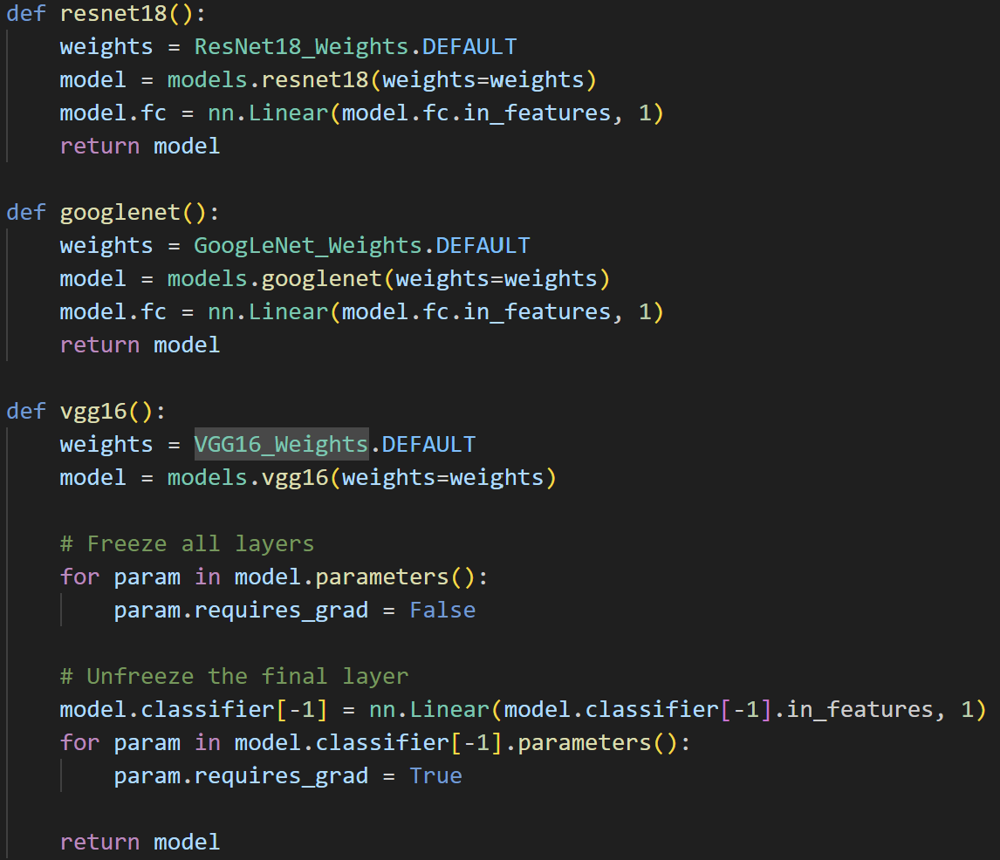 def resnet18():
    weights = ResNet18_Weights.DEFAULT
    model = models.resnet18(weights=weights)
    model.fc = nn.Linear(model.fc.in_features, 1)
    return model

def googlenet():
    weights = GoogLeNet_Weights.DEFAULT
    model = models.googlenet(weights=weights)
    model.fc = nn.Linear(model.fc.in_features, 1)
    return model

def vgg16():
    weights = VGG16_Weights.DEFAULT
    model = models.vgg16(weights=weights)

    # Freeze all layers
    for param in model.parameters():
        param.requires_grad = False

    # Unfreeze the final layer
    model.classifier[-1] = nn.Linear(model.classifier[-1].in_features, 1)
    for param in model.classifier[-1].parameters():
        param.requires_grad = True

    return model